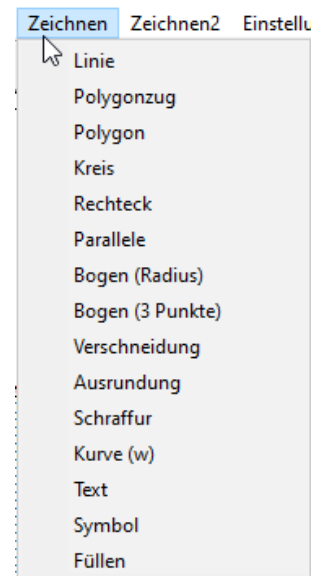 Zeichnen Zeichnen2
Linie
Polygonzug
Polygon
Kreis
Rechteck
Parallele
Bogen (Radius)
Bogen (3 Punkte)
Verschneidung
Ausrundung
Schraffur
Kurve (w)
Text
Symbol
Füllen